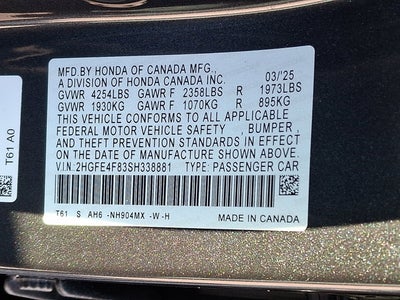 MFD BY HONDA OF CANADA MFG.,
A DIVISION OF HONDA CANADA INC. 03/'25
GVWR 4254LBS GAWR F 2358LBS R 1973LBS
GVWR 1930KG GAWR F 1070KG R 895KG
THIS VEHICLE CONFORMS TO ALL APPLICABLE
FEDERAL MOTOR VEHICLE SAFETY , BUMPER ,
AND THEFT PREVENTION STANDARDS IN EFFECT
ON THE DATE OF MANUFACTURE SHOWN ABOVE.
V.I.N: 2HGFE4F83SH338881 TYPE: PASSENGER CAR
T61 S AH6 -NH904MX -W-H
MADE IN CANADA
T61 A0